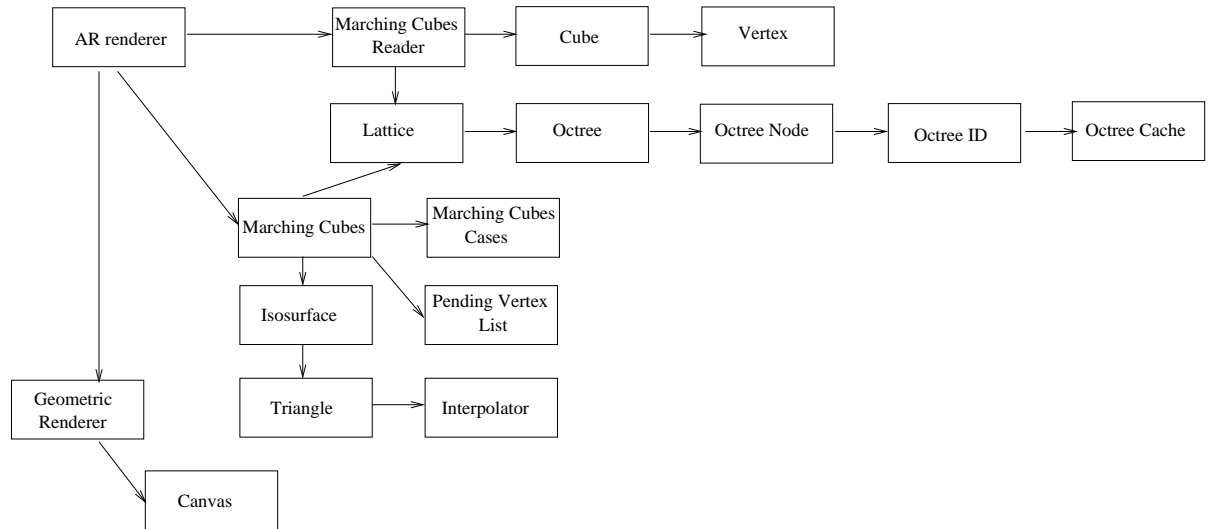 AR renderer
Marching Cubes
Reader
Cube
Vertex
Lattice
Octree
Octree Node
Octree ID
Octree Cache
Marching Cubes
Marching Cubes
Cases
Isosurface
Pending Vertex
List
Geometric
Renderer
Triangle
Interpolator
Canvas